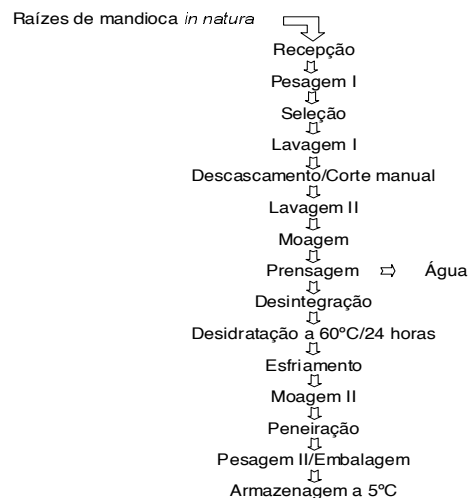 Raízes de mandioca in natura
Recepção
Pesagem I
Seleção
Lavagem I
Descascamento/Corte manual
Lavagem II
Moagem
Prensagem Água
Desintegração
Desidratação a 60ºC/24 horas
Esfriamento
Moagem II
Peneiração
Pesagem II/Embalagem
Armazenagem a 5ºC